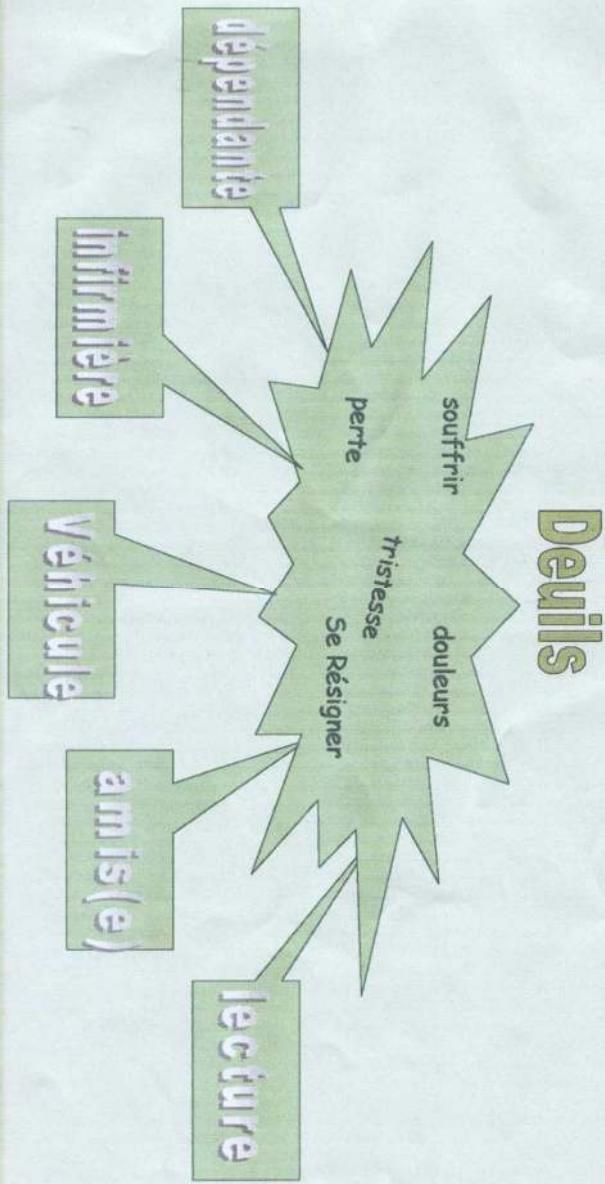 Deuils
souffrir
douleurs
tristesse
perte
Se Résigner
dépendante
infirmière
Véhicule
amis(e)
lecture